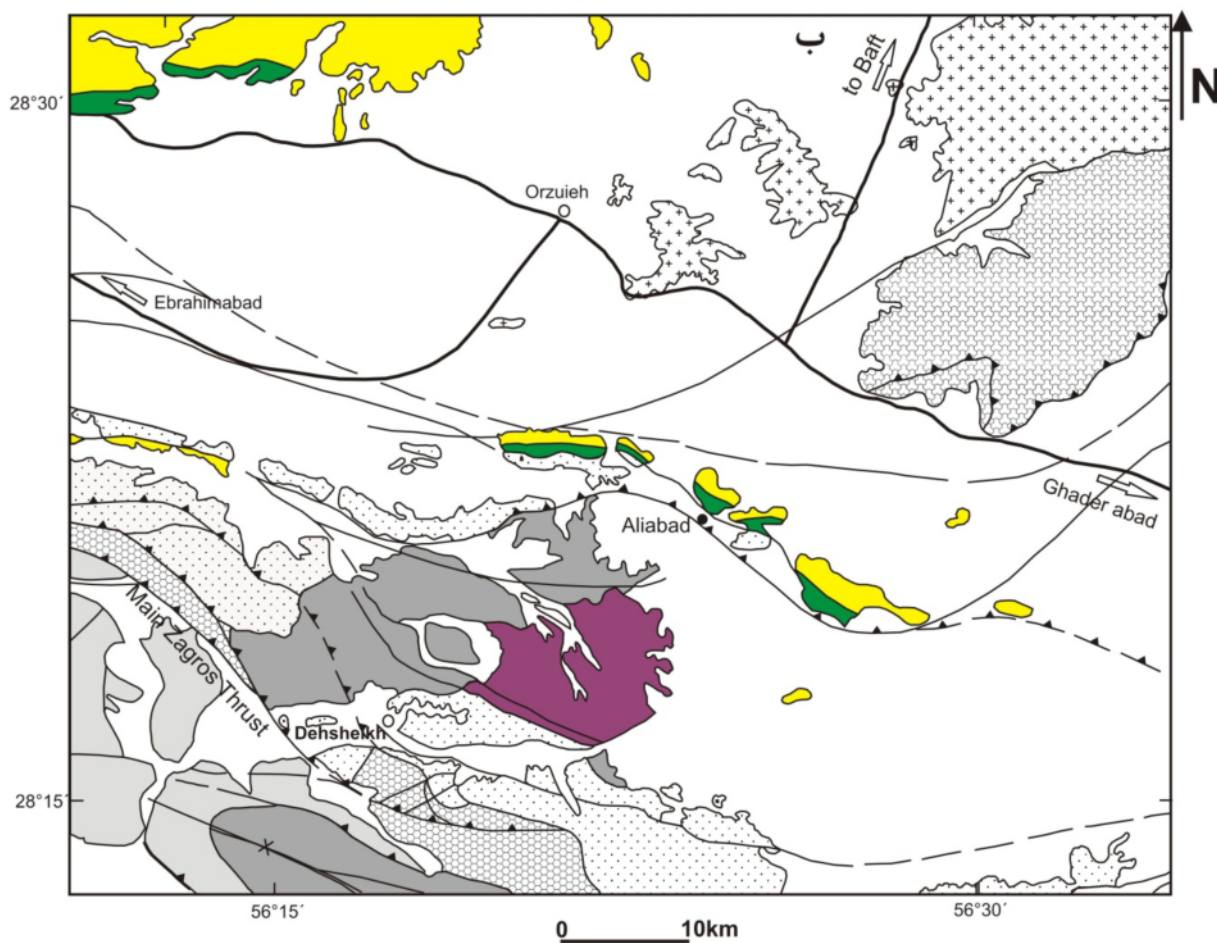 ب
to Baft
N
28°30´
Orzuieh
Ebrahimabad
Ghader abad
Aliabad
Main Zagros Thrust
Dehsheikh
28°15´
56°15´
56°30´
0 10km